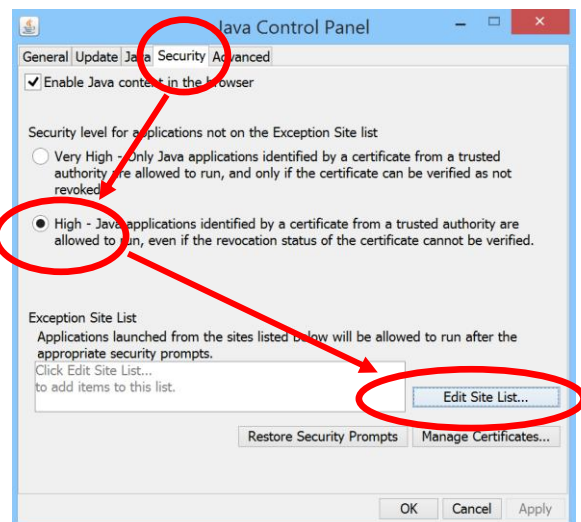 Java Control Panel
General Update Java Security Advanced
Enable Java content in the browser
Security level for applications not on the Exception Site list
Very High - Only Java applications identified by a certificate from a trusted
authority are allowed to run, and only if the certificate can be verified as not
revoked.
High - Java applications identified by a certificate from a trusted authority are
allowed to run, even if the revocation status of the certificate cannot be verified.
Exception Site List
Applications launched from the sites listed below will be allowed to run after the
appropriate security prompts.
Click Edit Site List...
to add items to this list.
Edit Site List...
Restore Security Prompts Manage Certificates...
OK Cancel Apply